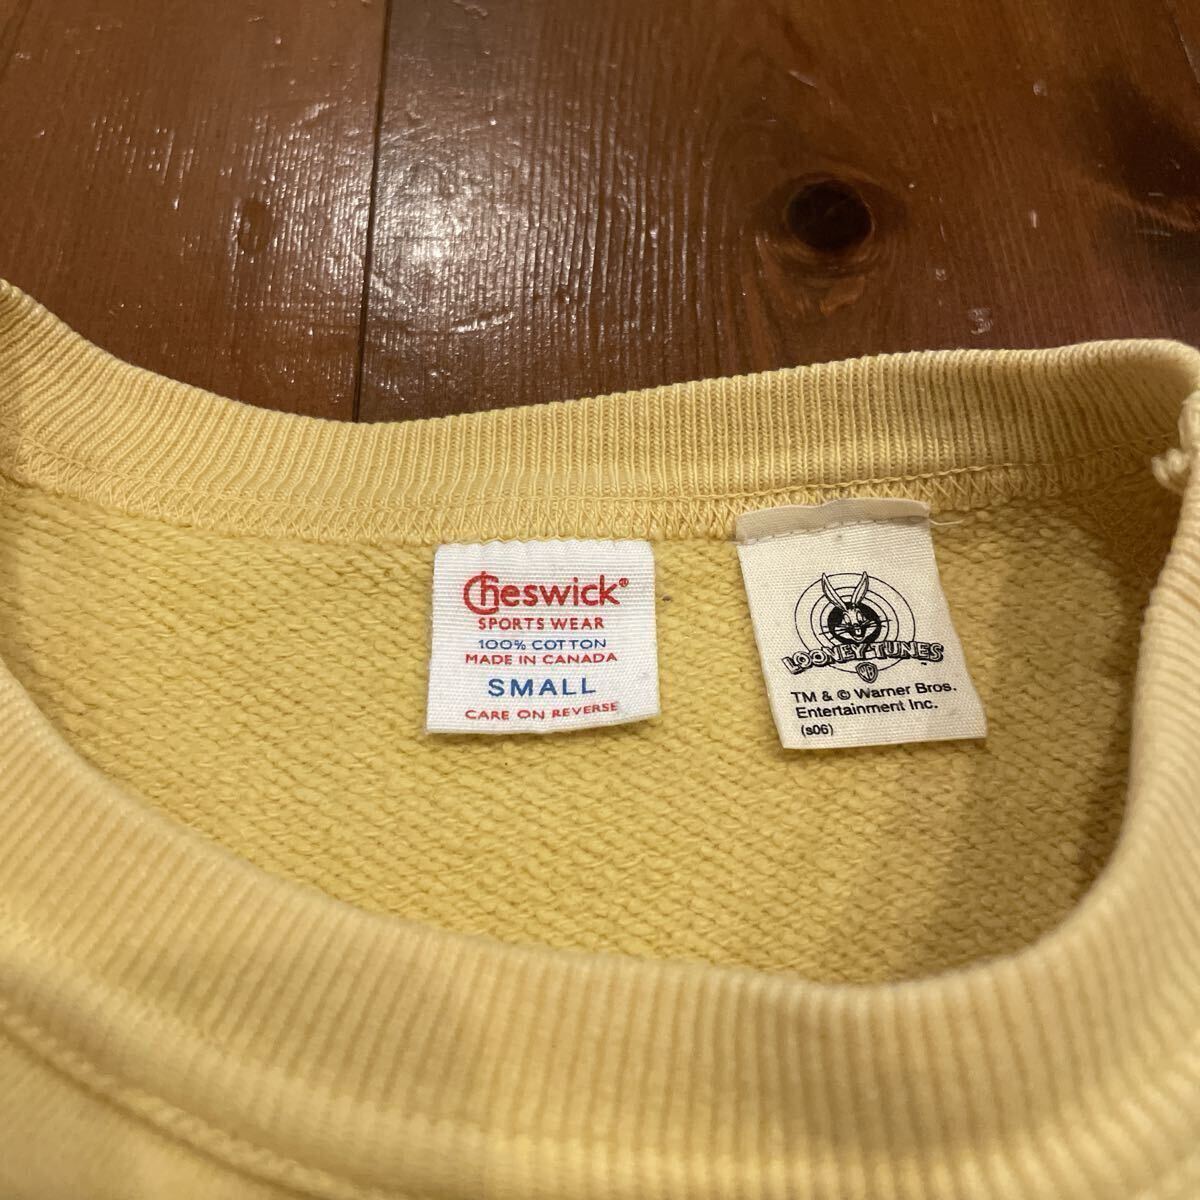 Cheswick®
SPORTS WEAR
100% COTTON
MADE IN CANADA
SMALL
CARE ON REVERSE
LOONEY TUNES
WB
TM & © Warner Bros.
Entertainment Inc.
(s06)